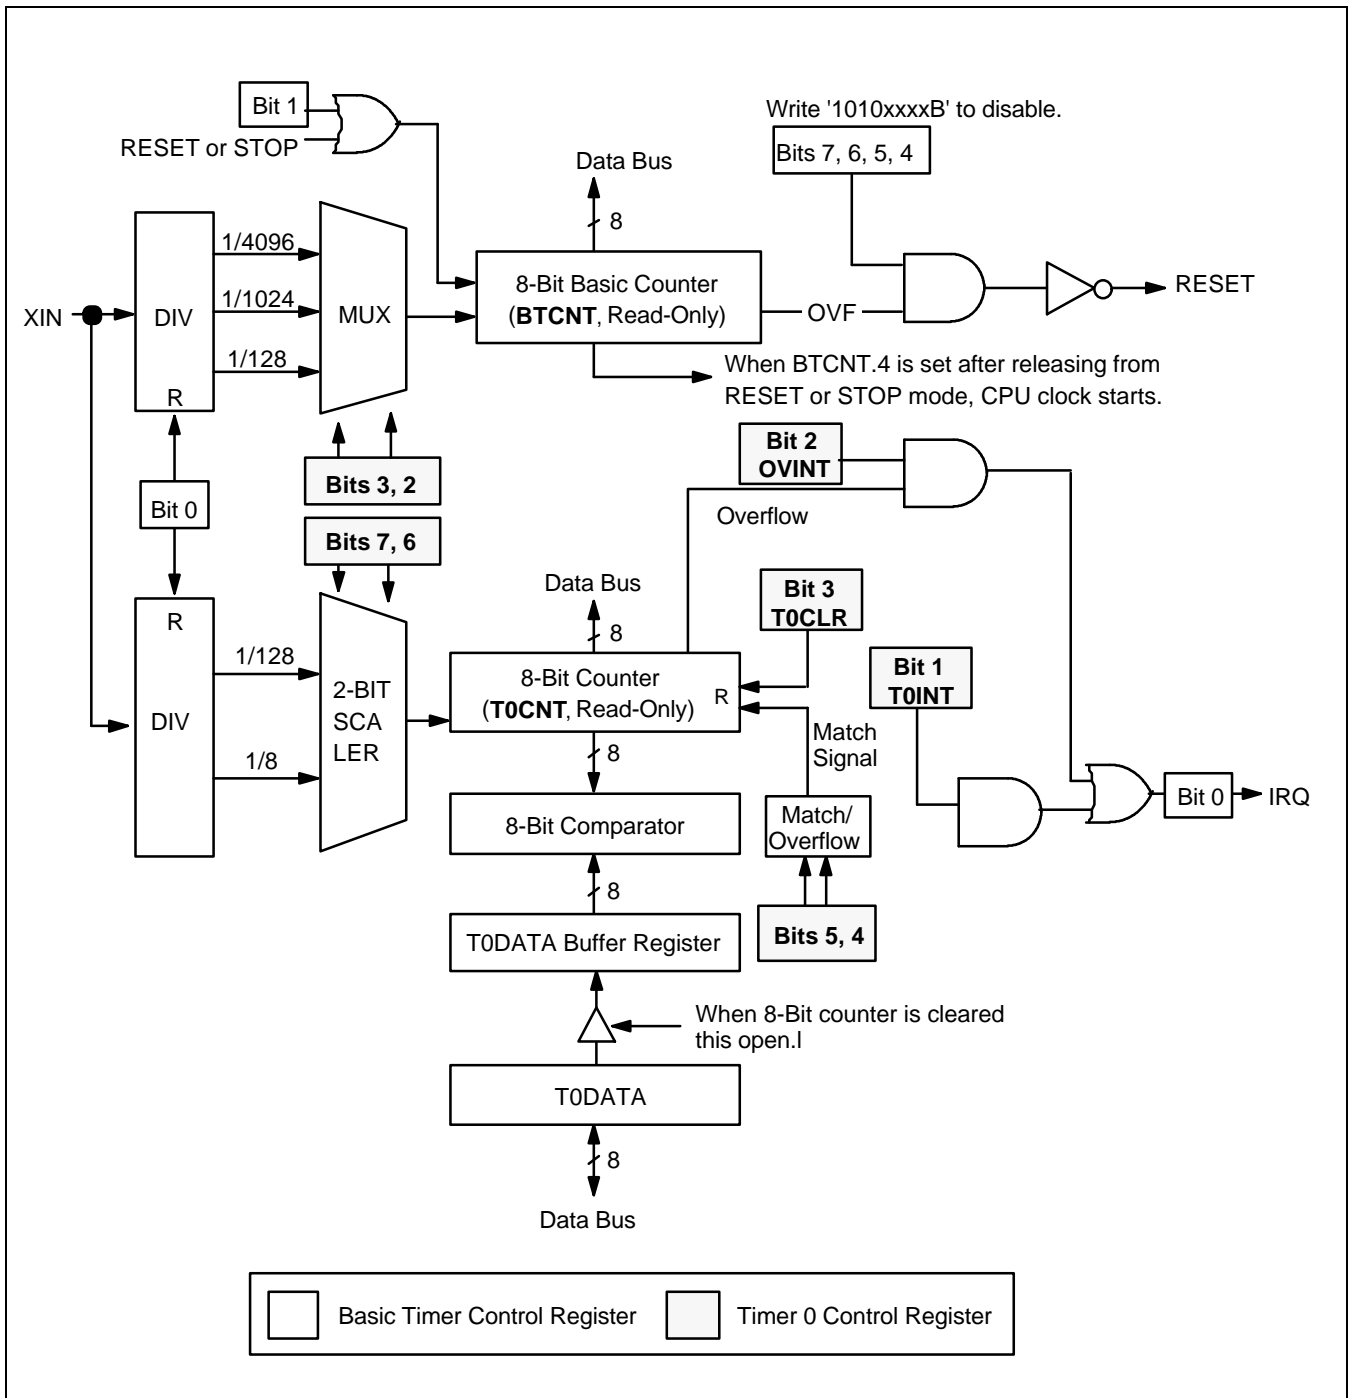 Bit 1
RESET or STOP
Write '1010xxxxB' to disable.
Bits 7, 6, 5, 4
Data Bus
8
XIN
DIV
R
1/4096
1/1024
1/128
MUX
8-Bit Basic Counter
(BTCNT, Read-Only)
OVF
RESET
When BTCNT.4 is set after releasing from
RESET or STOP mode, CPU clock starts.
Bits 3, 2
Bit 0
Bits 7, 6
Bit 2
OVINT
Overflow
R
DIV
1/128
1/8
2-BIT
SCA
LER
Data Bus
8
8-Bit Counter
(T0CNT, Read-Only)
R
Bit 3
T0CLR
Bit 1
T0INT
Match
Signal
8
8-Bit Comparator
Match/
Overflow
Bit 0
IRQ
8
Bits 5, 4
T0DATA Buffer Register
When 8-Bit counter is cleared
this open.l
T0DATA
8
Data Bus
Basic Timer Control Register
Timer 0 Control Register